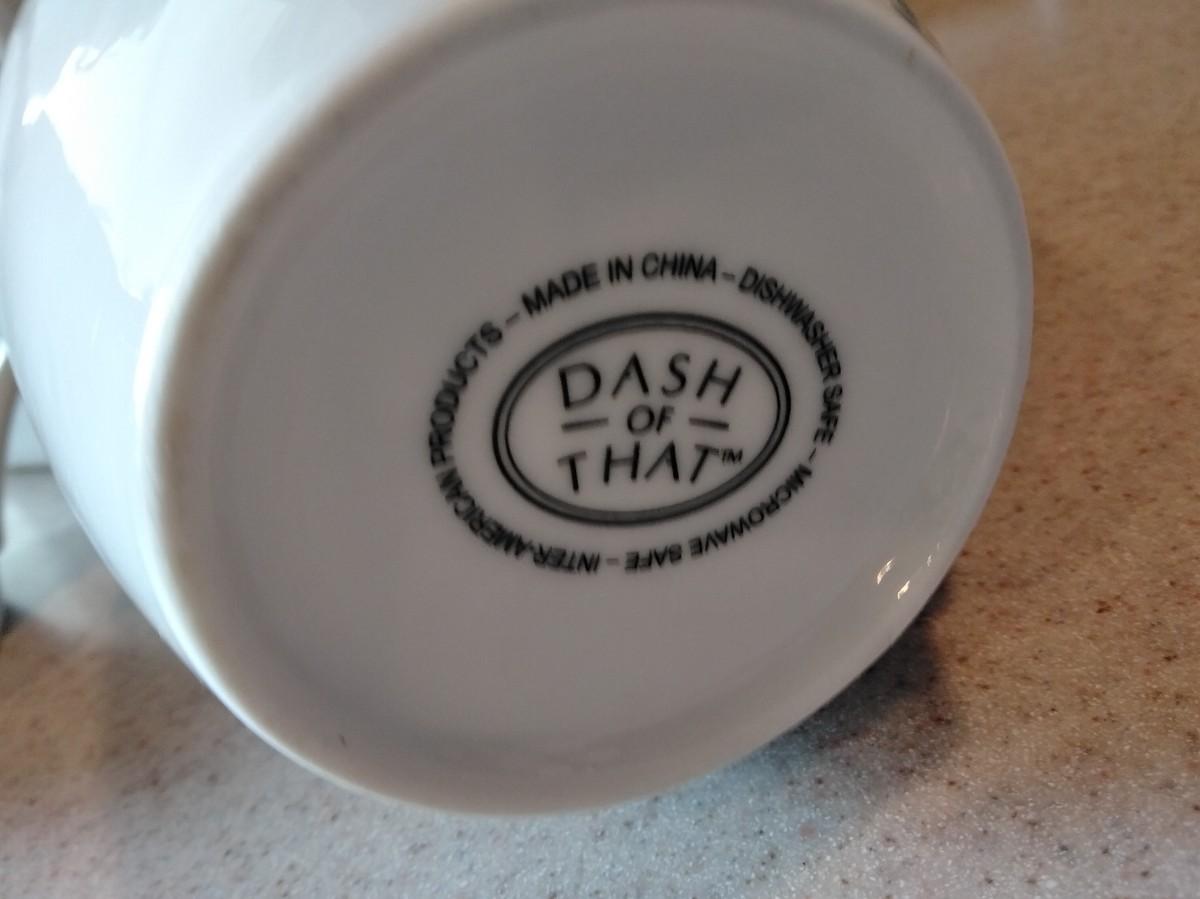 MADE IN CHINA – DISHWASHER SAFE – MICROWAVE SAFE – INTER-AMERICAN PRODUCTS –
DASH
– OF –
THAT™